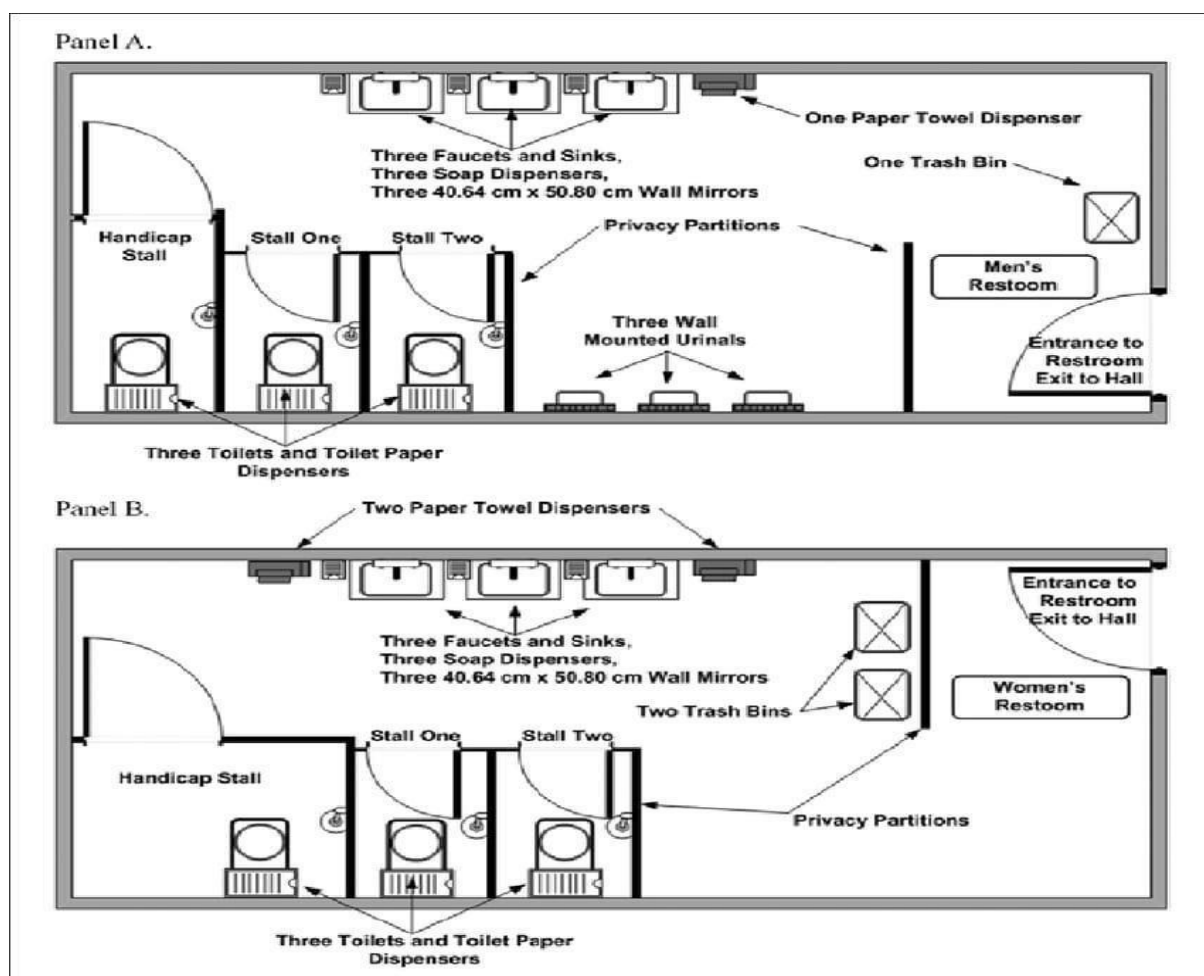 Panel A.
One Paper Towel Dispenser
Three Faucets and Sinks,
Three Soap Dispensers,
Three 40.64 cm x 50.80 cm Wall Mirrors
One Trash Bin
Privacy Partitions
Handicap
Stall
Stall One
Stall Two
Men's
Restoom
Three Wall
Mounted Urinals
Entrance to
Restroom
Exit to Hall
Three Toilets and Toilet Paper
Dispensers
Panel B.
Two Paper Towel Dispensers
Entrance to
Restroom
Exit to Hall
Three Faucets and Sinks,
Three Soap Dispensers,
Three 40.64 cm x 50.80 cm Wall Mirrors
Women's
Restoom
Two Trash Bins
Stall One
Stall Two
Handicap Stall
Privacy Partitions
Three Toilets and Toilet Paper
Dispensers